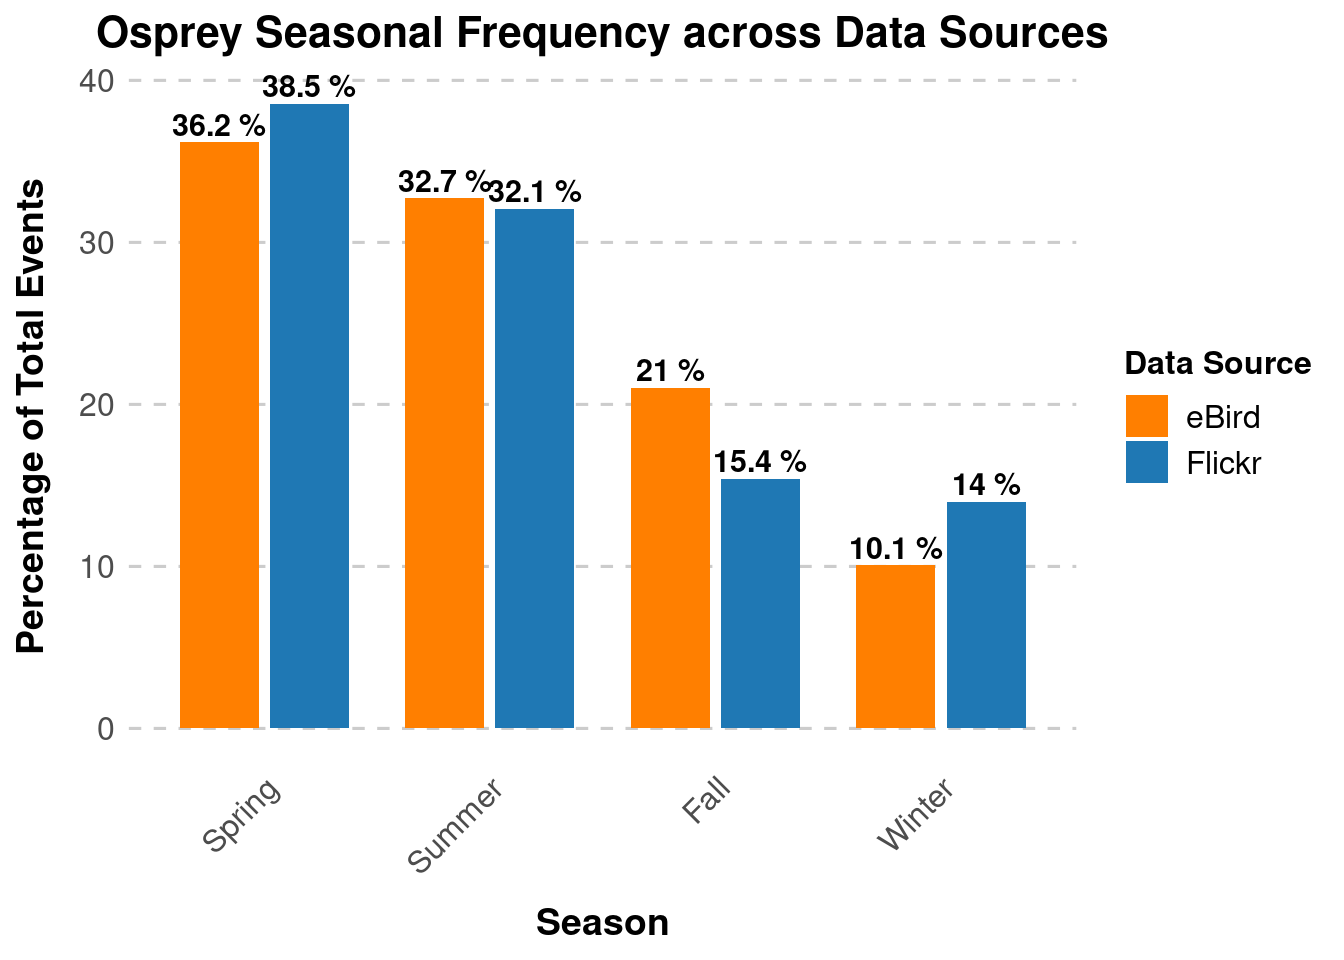 Osprey Seasonal Frequency across Data Sources
Percentage of Total Events
40
30
20
10
0
36.2 %
38.5 %
32.7 %
32.1 %
21 %
15.4 %
10.1 %
14 %
Spring
Summer
Fall
Winter
Season
Data Source
eBird
Flickr